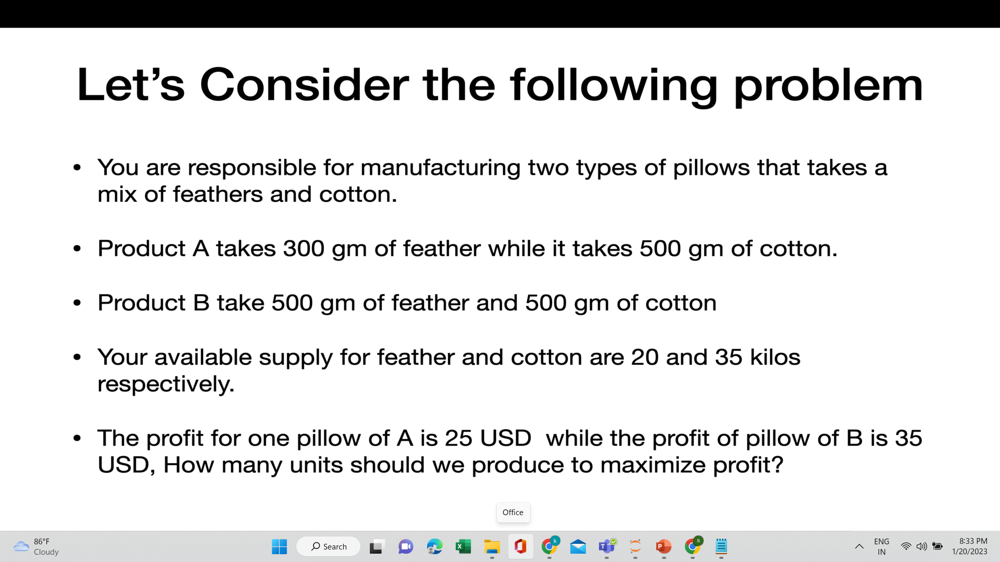 Let’s Consider the following problem
• You are responsible for manufacturing two types of pillows that takes a
mix of feathers and cotton.
• Product A takes 300 gm of feather while it takes 500 gm of cotton.
• Product B take 500 gm of feather and 500 gm of cotton
• Your available supply for feather and cotton are 20 and 35 kilos
respectively.
• The profit for one pillow of A is 25 USD  while the profit of pillow of B is 35
USD, How many units should we produce to maximize profit?
Office
86°F
Cloudy
Search
ENG
IN
8:33 PM
1/20/2023